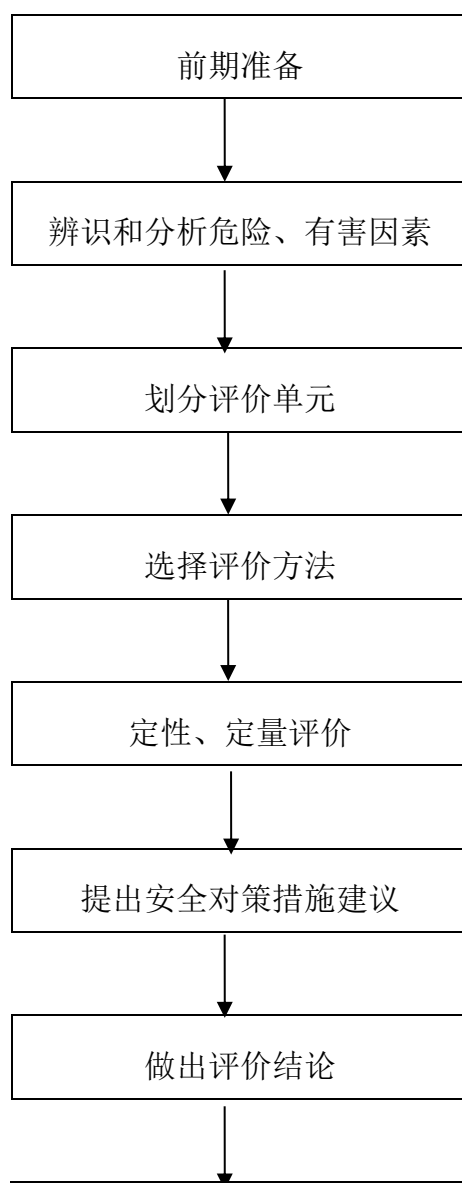 前期准备
辨识和分析危险、有害因素
划分评价单元
选择评价方法
定性、定量评价
提出安全对策措施建议
做出评价结论